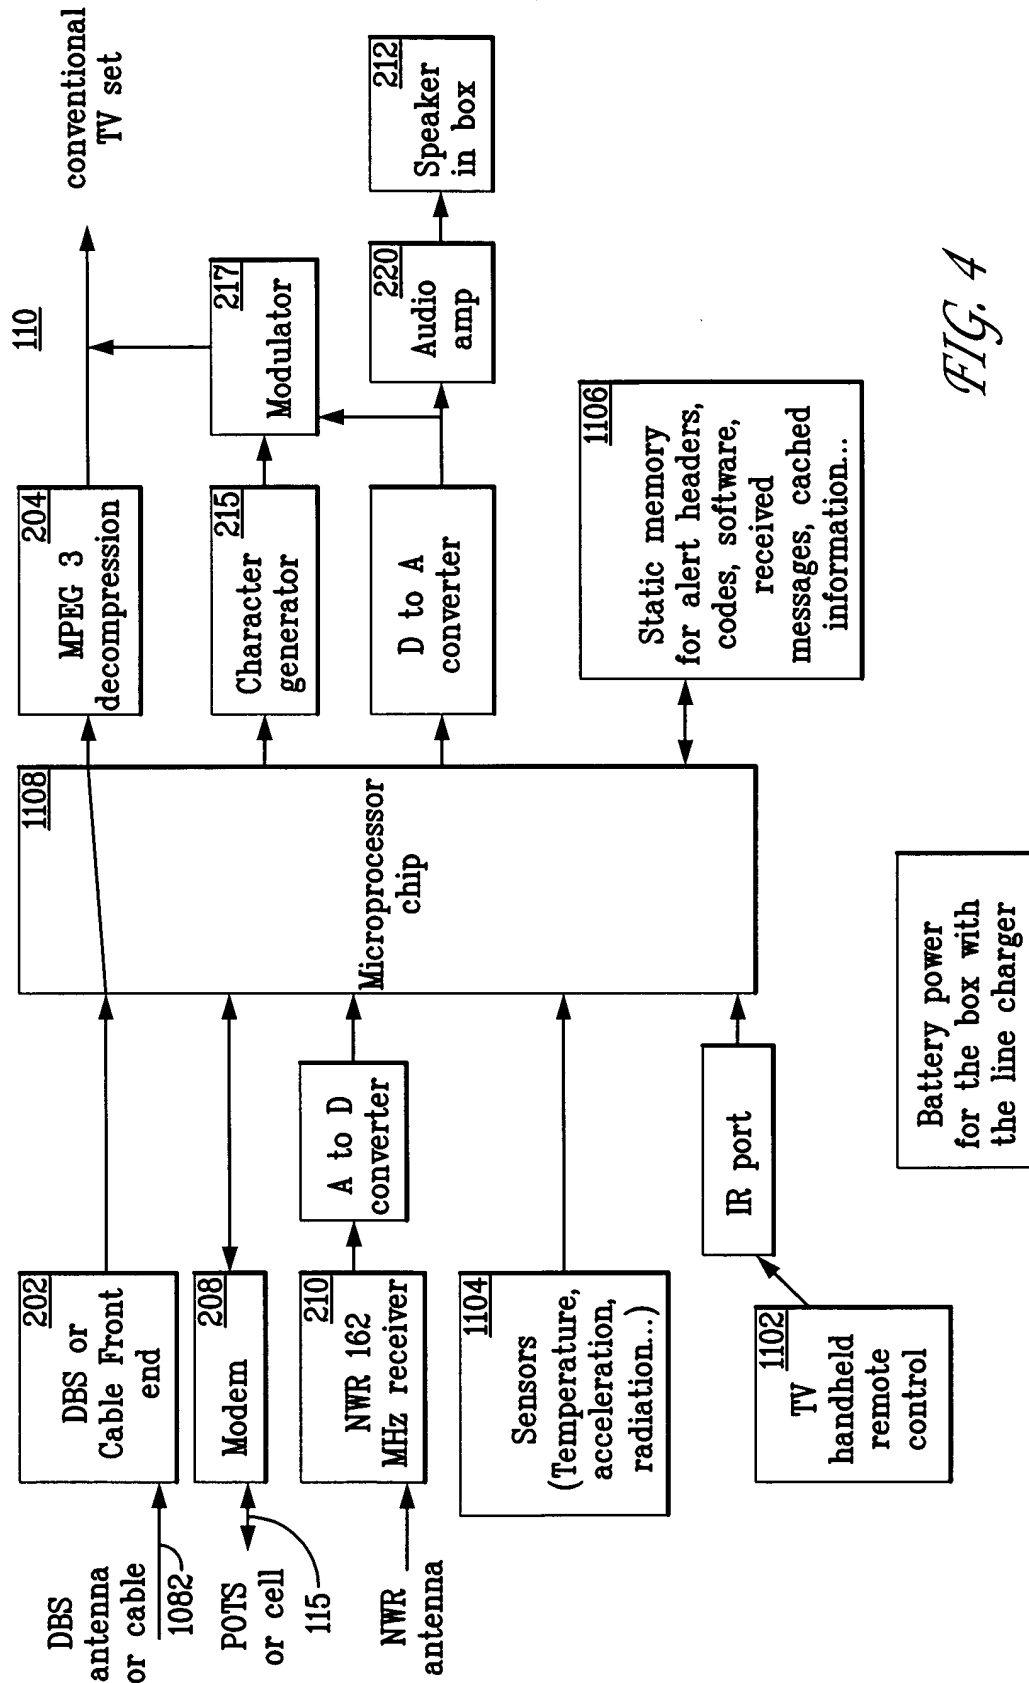 110
DBS
antenna
or cable
1082
202
DBS or
Cable Front
end
1108
Microprocessor
chip
204
MPEG 3
decompression
conventional
TV set
POTS
or cell
115
208
Modem
215
Character
generator
217
Modulator
NWR
antenna
210
NWR 162
MHz receiver
A to D
converter
D to A
converter
220
Audio
amp
212
Speaker
in box
1104
Sensors
(Temperature,
acceleration,
radiation...)
1106
Static memory
for alert headers,
codes, software,
received
messages, cached
information...
1102
TV
handheld
remote
control
IR port
Battery power
for the box with
the line charger
FIG. 4